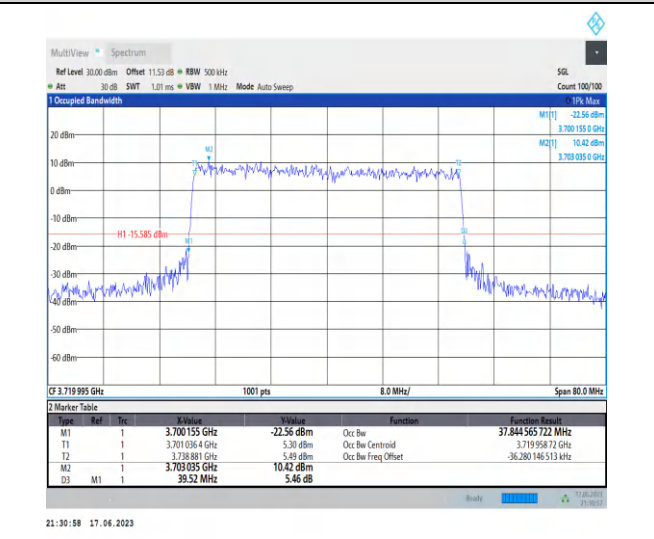 MultiView Spectrum
Ref Level 30.00 dBm Offset 11.53 dB RBW 500 kHz SGL
Att 30 dB SWT 1.01 ms VBW 1 MHz Mode Auto Sweep Count 100/100
1 Occupied Bandwidth 1Pk Max
M1[1] -22.56 dBm
3.700 155 0 GHz
M2[1] 10.42 dBm
3.703 035 0 GHz
20 dBm
M2
10 dBm
T1 T2
0 dBm
-10 dBm
H1 -15.585 dBm
M1 D3
-20 dBm
-30 dBm
-40 dBm
-50 dBm
-60 dBm
CF 3.719 995 GHz 1001 pts 8.0 MHz/ Span 80.0 MHz
2 Marker Table
Type Ref Trc X-Value Y-Value Function Function Result
M1 1 3.700 155 GHz -22.56 dBm Occ Bw 37.844 565 722 MHz
T1 1 3.701 036 4 GHz 5.30 dBm Occ Bw Centroid 3.719 958 72 GHz
T2 1 3.738 881 GHz 5.49 dBm Occ Bw Freq Offset -36.280 146 513 kHz
M2 1 3.703 035 GHz 10.42 dBm
D3 M1 1 39.52 MHz 5.46 dB
Ready 17.06.2023
21:30:57
21:30:58 17.06.2023